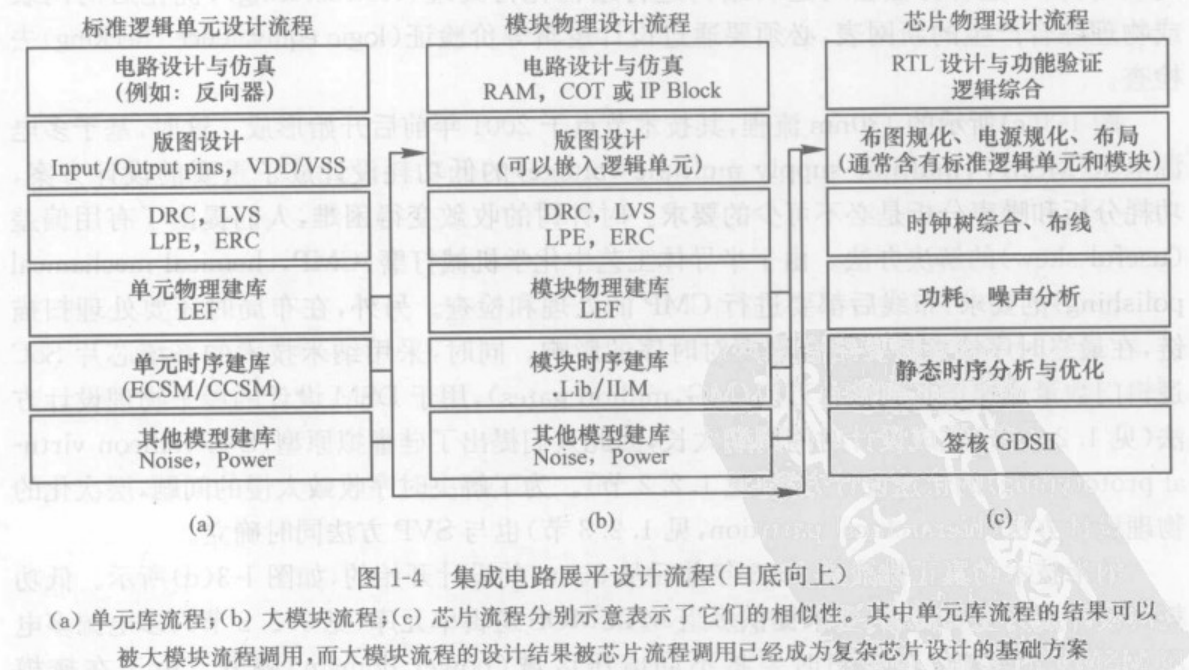 标准逻辑单元设计流程
电路设计与仿真
(例如：反向器)
版图设计
Input/Output pins，VDD/VSS
DRC，LVS
LPE，ERC
单元物理建库
LEF
单元时序建库
(ECSM/CCSM)
其他模型建库
Noise，Power
(a)
模块物理设计流程
电路设计与仿真
RAM，COT 或 IP Block
版图设计
(可以嵌入逻辑单元)
DRC，LVS
LPE，ERC
模块物理建库
LEF
模块时序建库
Lib/ILM
其他模型建库
Noise，Power
(b)
芯片物理设计流程
RTL 设计与功能验证
逻辑综合
布图规化、电源规化、布局
(通常含有标准逻辑单元和模块)
时钟树综合、布线
功耗、噪声分析
静态时序分析与优化
签核 GDSII
(c)
图1-4 集成电路展平设计流程(自底向上)
(a) 单元库流程；(b) 大模块流程；(c) 芯片流程分别示意表示了它们的相似性。其中单元库流程的结果可以
被大模块流程调用，而大模块流程的设计结果被芯片流程调用已经成为复杂芯片设计的基础方案